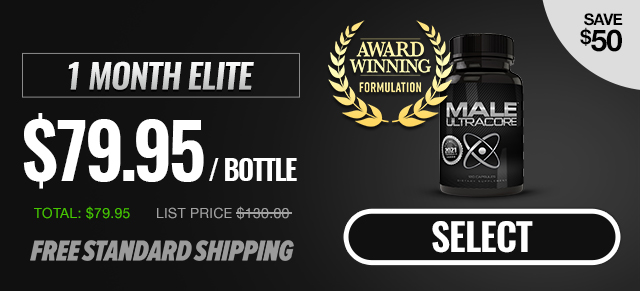 SAVE
$50
AWARD
WINNING
FORMULATION
1 MONTH ELITE
$79.95 / BOTTLE
MALE
ULTRACORE
2021
TOTAL: $79.95 LIST PRICE $130.00
FREE STANDARD SHIPPING
SELECT